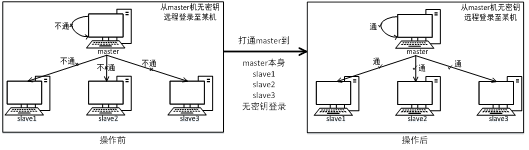 从master机无密钥
远程登录至某机
不通
master
不通
不通
不通
slave1
slave2
slave3
操作前
打通master到
master本身
slave1
slave2
slave3
无密钥登录
从master机无密钥
远程登录至某机
通
master
通
通
通
slave1
slave2
slave3
操作后